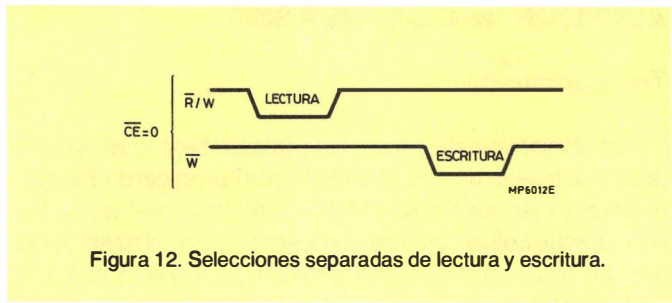 R/W
LECTURA
CE=0
W
ESCRITURA
MP6012E
Figura 12. Selecciones separadas de lectura y escritura.